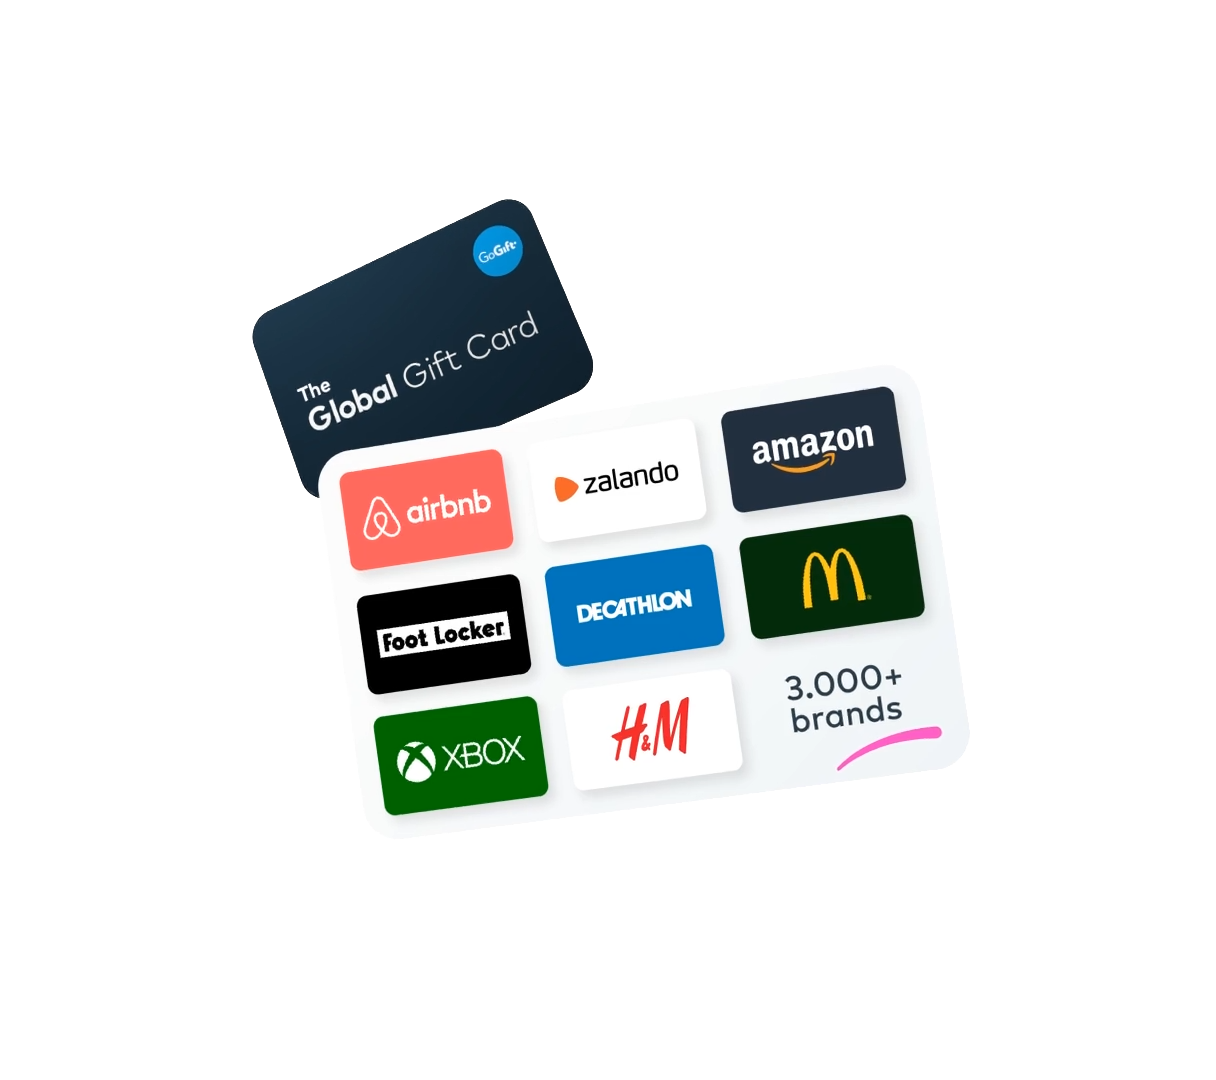 GoGift
The
Global Gift Card
airbnb
zalando
amazon
Foot Locker
DECATHLON
M
XBOX
H&M
3.000+
brands